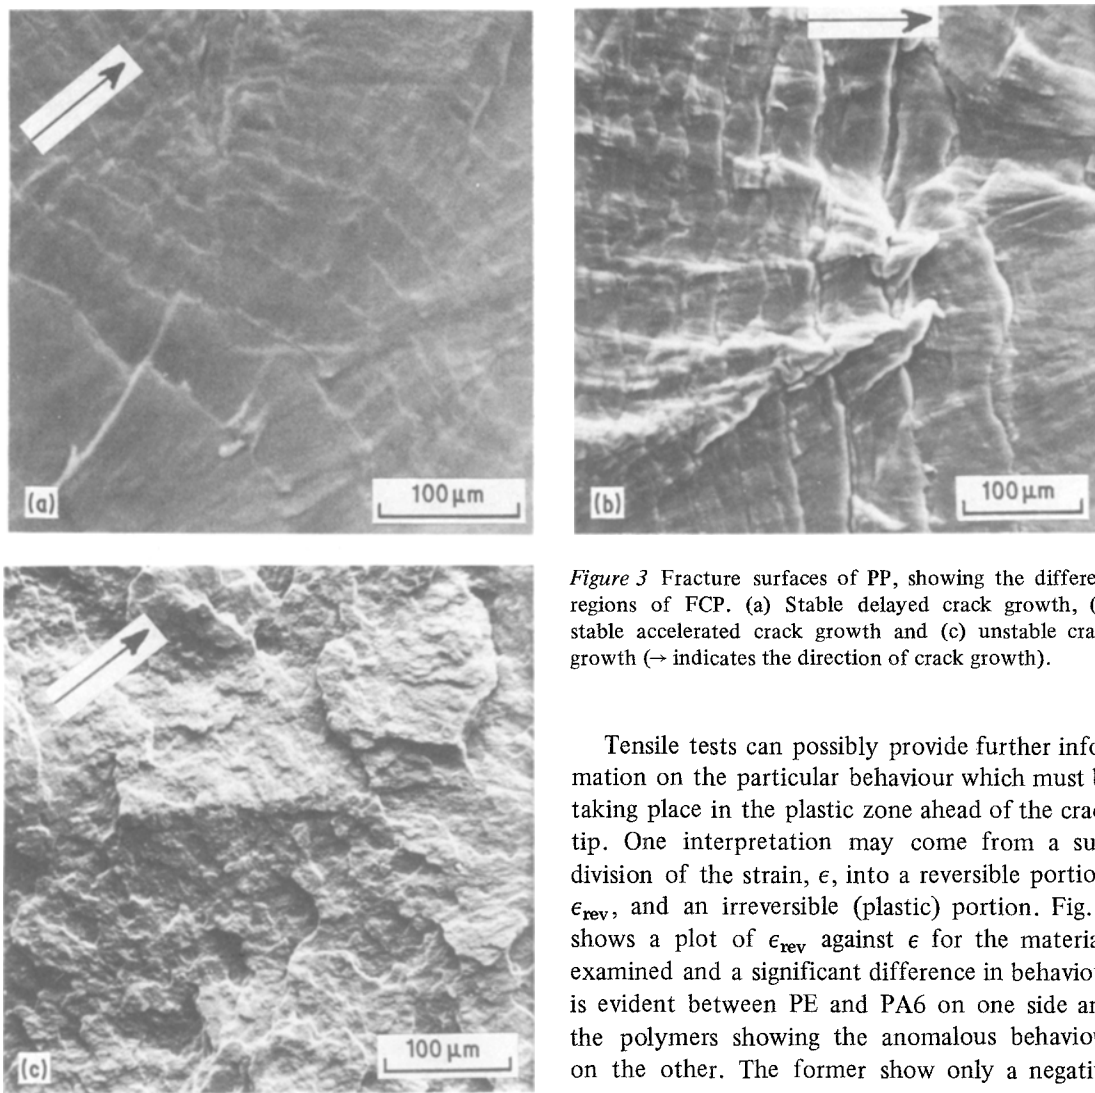 (a)
100 μm
(b)
100 μm
(c)
100 μm
Figure 3 Fracture surfaces of PP, showing the differe
regions of FCP. (a) Stable delayed crack growth, (
stable accelerated crack growth and (c) unstable cra
growth (→ indicates the direction of crack growth).
Tensile tests can possibly provide further info
mation on the particular behaviour which must
taking place in the plastic zone ahead of the crac
tip. One interpretation may come from a su
division of the strain, ϵ, into a reversible portio
ϵrev, and an irreversible (plastic) portion. Fig.
shows a plot of ϵrev against ϵ for the materia
examined and a significant difference in behavio
is evident between PE and PA6 on one side an
the polymers showing the anomalous behaviou
on the other. The former show only a negativ